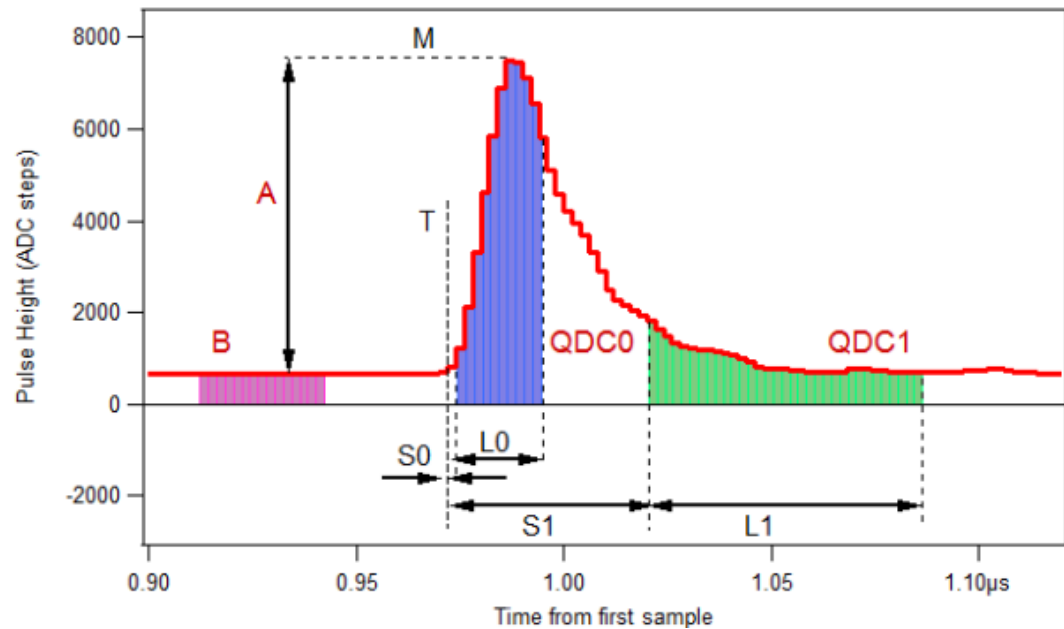 8000
M
6000
A
T
4000
2000
B
QDC0
QDC1
0
L0
S0
-2000
S1
L1
0.90
0.95
1.00
1.05
1.10µs
Time from first sample
Pulse Height (ADC steps)